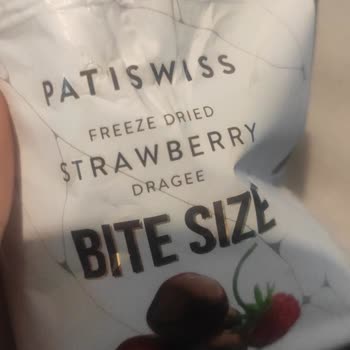 PATISWISS
FREEZE DRIED
STRAWBERRY
DRAGEE
BITE SIZE